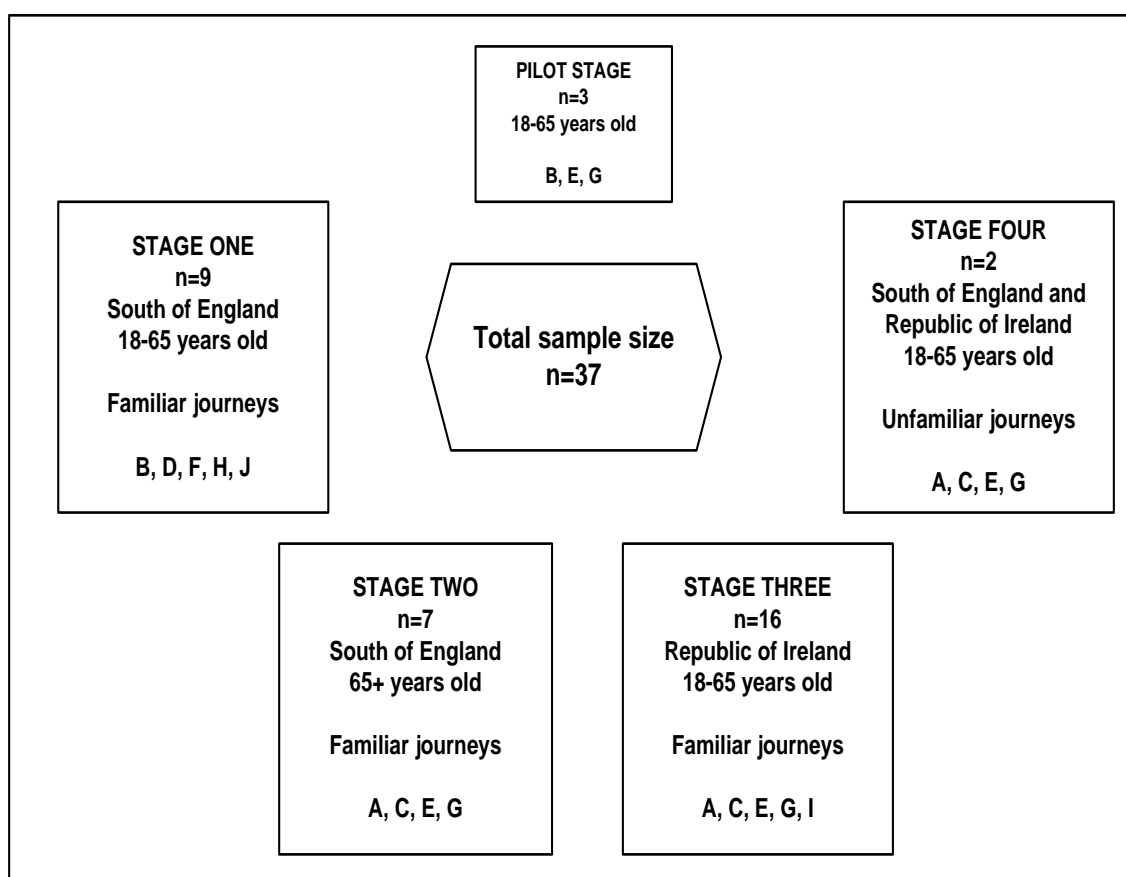 PILOT STAGE
n=3
18-65 years old
B, E, G
STAGE ONE
n=9
South of England
18-65 years old
Familiar journeys
B, D, F, H, J
Total sample size
n=37
STAGE FOUR
n=2
South of England and
Republic of Ireland
18-65 years old
Unfamiliar journeys
A, C, E, G
STAGE TWO
n=7
South of England
65+ years old
Familiar journeys
A, C, E, G
STAGE THREE
n=16
Republic of Ireland
18-65 years old
Familiar journeys
A, C, E, G, I